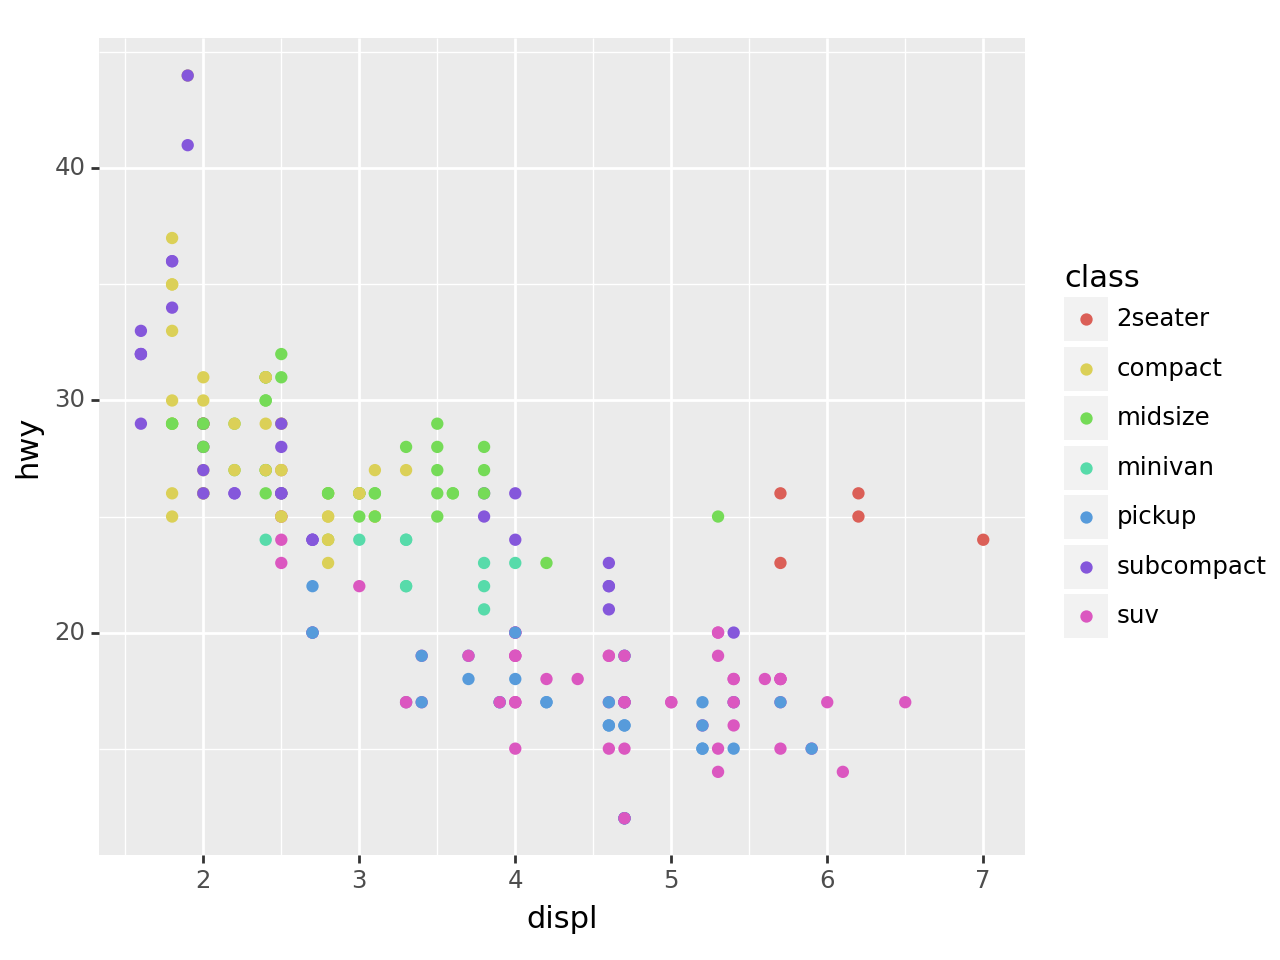 40
30
20
hwy
2
3
4
5
6
7
displ
class
2seater
compact
midsize
minivan
pickup
subcompact
suv